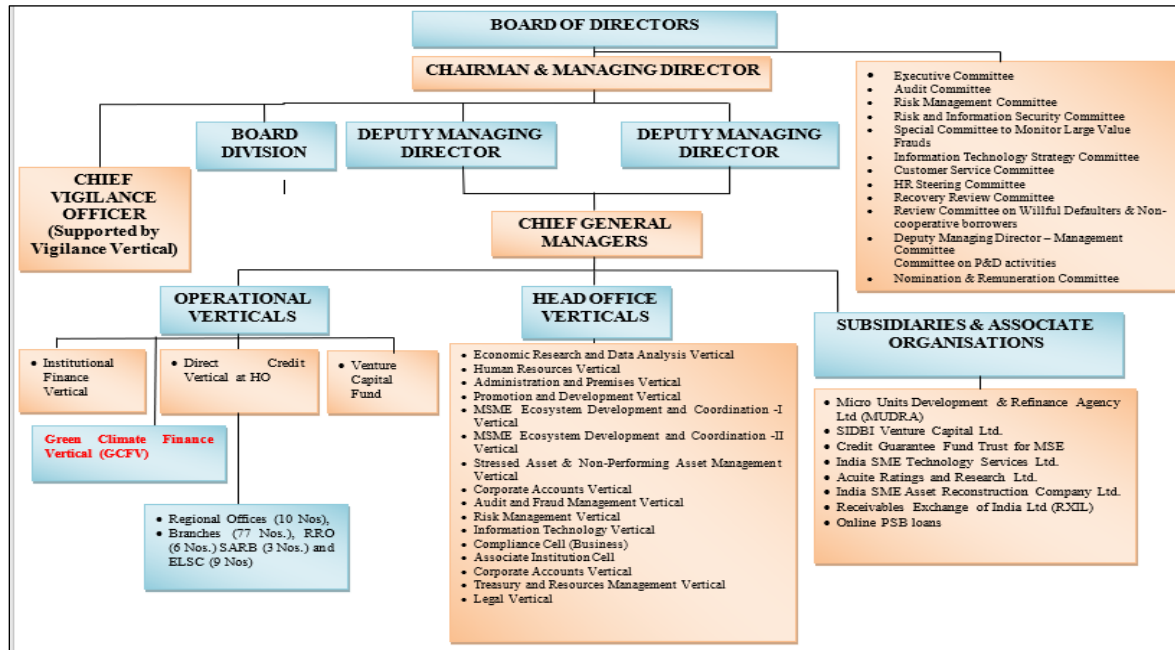 BOARD OF DIRECTORS
CHAIRMAN & MANAGING DIRECTOR
• Executive Committee
• Audit Committee
• Risk Management Committee
• Risk and Information Security Committee
• Special Committee to Monitor Large Value
Frauds
• Information Technology Strategy Committee
• Customer Service Committee
• HR Steering Committee
• Recovery Review Committee
• Review Committee on Willful Defaulters & Non-
cooperative borrowers
• Deputy Managing Director – Management
Committee
Committee on P&D activities
• Nomination & Remuneration Committee
BOARD
DIVISION
DEPUTY MANAGING
DIRECTOR
DEPUTY MANAGING
DIRECTOR
CHIEF
VIGILANCE
OFFICER
(Supported by
Vigilance Vertical)
CHIEF GENERAL
MANAGERS
OPERATIONAL
VERTICALS
HEAD OFFICE
VERTICALS
SUBSIDIARIES & ASSOCIATE
ORGANISATIONS
• Institutional
Finance
Vertical
• Direct Credit
Vertical at HO
• Venture
Capital
Fund
Green Climate Finance
Vertical (GCFV)
• Regional Offices (10 Nos),
• Branches (77 Nos.), RRO
(6 Nos.) SARB (3 Nos.) and
ELSC (9 Nos)
• Economic Research and Data Analysis Vertical
• Human Resources Vertical
• Administration and Premises Vertical
• Promotion and Development Vertical
• MSME Ecosystem Development and Coordination -I
Vertical
• MSME Ecosystem Development and Coordination -II
Vertical
• Stressed Asset & Non-Performing Asset Management
Vertical
• Corporate Accounts Vertical
• Audit and Fraud Management Vertical
• Risk Management Vertical
• Information Technology Vertical
• Compliance Cell (Business)
• Associate Institution Cell
• Corporate Accounts Vertical
• Treasury and Resources Management Vertical
• Legal Vertical
• Micro Units Development & Refinance Agency
Ltd (MUDRA)
• SIDBI Venture Capital Ltd.
• Credit Guarantee Fund Trust for MSE
• India SME Technology Services Ltd.
• Acuite Ratings and Research Ltd.
• India SME Asset Reconstruction Company Ltd.
• Receivables Exchange of India Ltd (RXIL)
• Online PSB loans